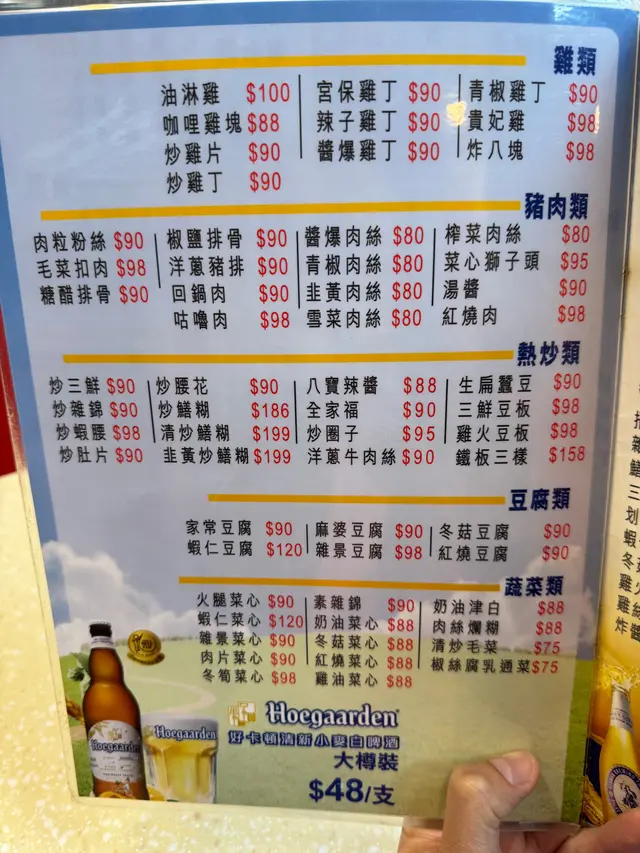 雞類
油淋雞 $100 宮保雞丁 $90 青椒雞丁 $90
咖哩雞塊 $88 辣子雞丁 $90 貴妃雞 $98
炒雞片 $90 醬爆雞丁 $90 炸八塊 $98
炒雞丁 $90
豬肉類
肉粒粉絲 $90 椒鹽排骨 $90 醬爆肉絲 $80 榨菜肉絲 $80
毛菜扣肉 $98 洋蔥豬排 $90 青椒肉絲 $80 菜心獅子頭 $95
糖醋排骨 $90 回鍋肉 $90 韭黃肉絲 $80 湯醬 $90
咕嚕肉 $98 雪菜肉絲 $80 紅燒肉 $98
熱炒類
炒三鮮 $90 炒腰花 $90 八寶辣醬 $88 生扁蠶豆 $90
炒雜錦 $90 炒鱔糊 $186 全家福 $90 三鮮豆板 $98
炒蝦腰 $98 清炒鱔糊 $199 炒圈子 $95 雞火豆板 $98
炒肚片 $90 韭黃炒鱔糊 $199 洋蔥牛肉絲 $90 鐵板三樣 $158
豆腐類
家常豆腐 $90 麻婆豆腐 $90 冬菇豆腐 $90
蝦仁豆腐 $120 雜景豆腐 $98 紅燒豆腐 $90
蔬菜類
火腿菜心 $90 素雜錦 $90 奶油津白 $88
蝦仁菜心 $120 奶油菜心 $88 肉絲爛糊 $88
雜景菜心 $90 冬菇菜心 $88 清炒毛菜 $75
肉片菜心 $90 紅燒菜心 $88 椒絲腐乳通菜 $75
冬筍菜心 $98 雞油菜心 $88
Hoegaarden
好卡頓清新小麥白啤酒
大樽裝
$48/支
Hoegaarden
Hoegaarden